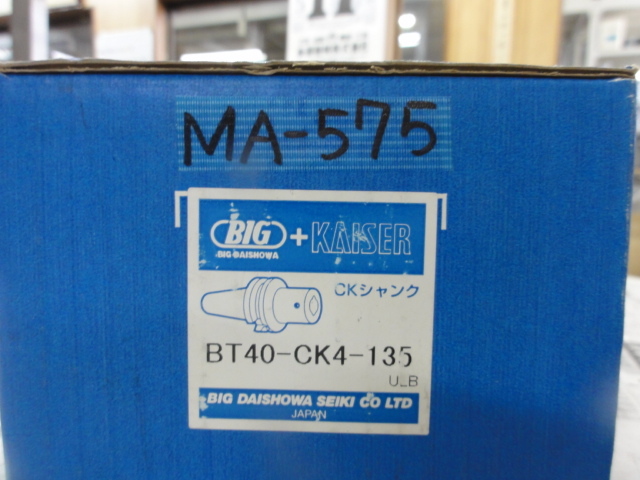 MA-575
BIG + KAISER
BIG DAISHOWA
CKシャンク
BT40-CK4-135
BIG DAISHOWA SEIKI CO LTD
JAPAN